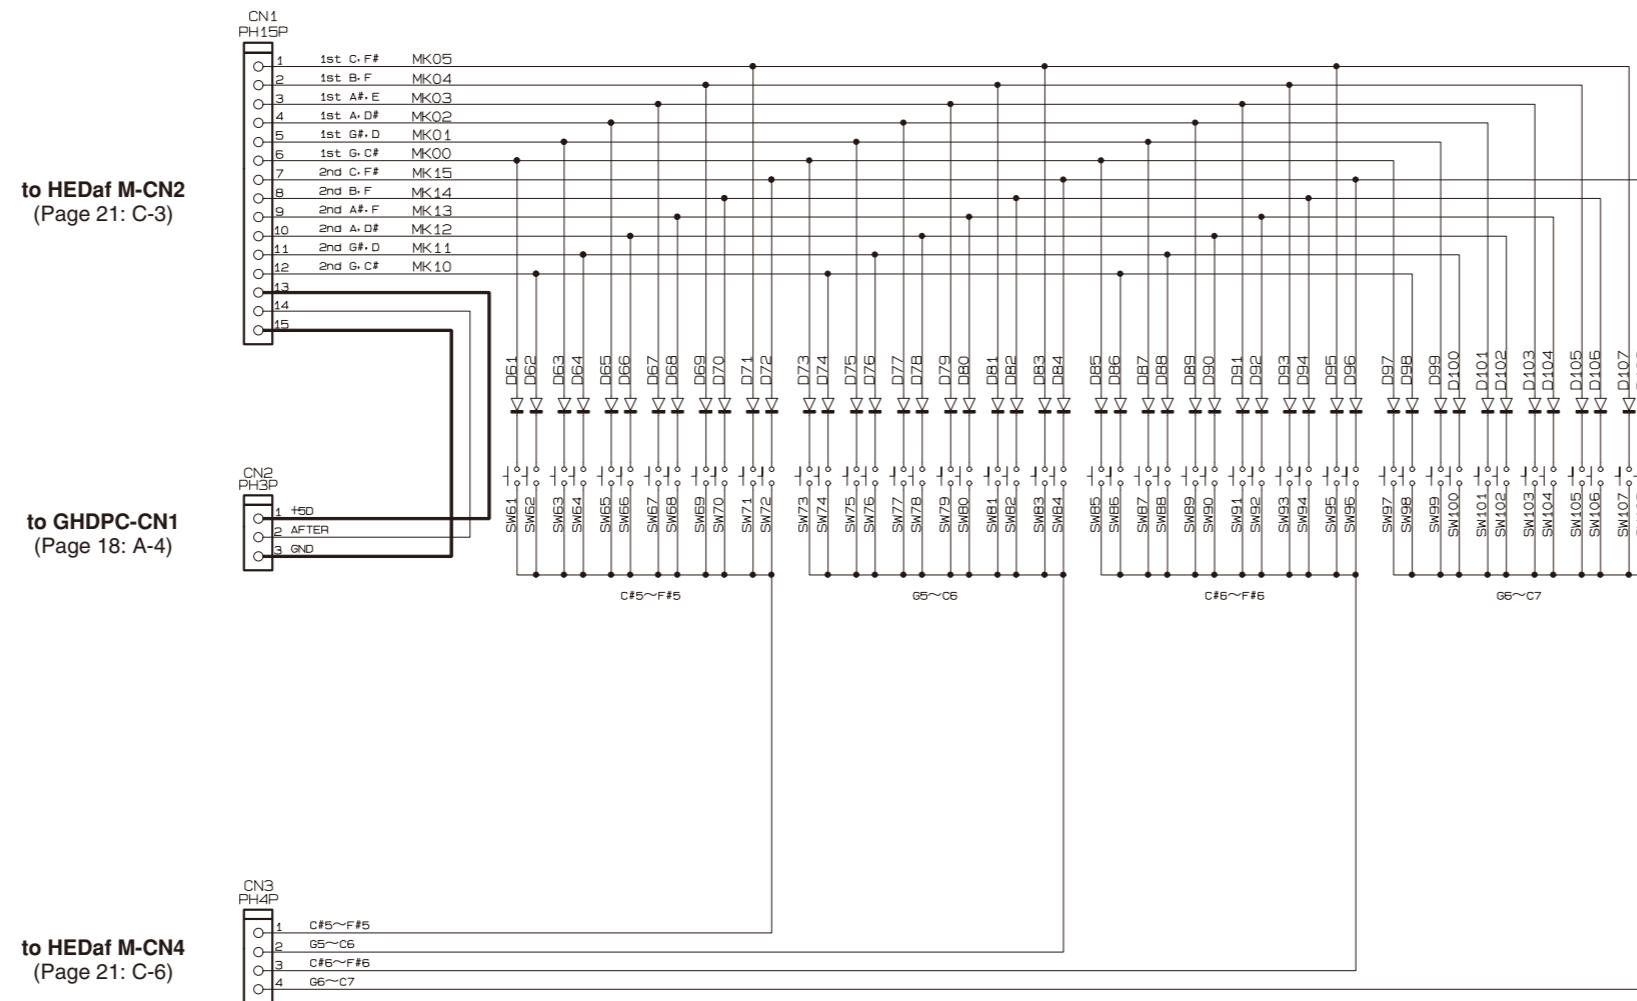 CN1
PH15P
1 1st C, F# MK05
2 1st B, F MK04
3 1st A#, E MK03
4 1st A, D# MK02
5 1st G#, D MK01
6 1st G, C# MK00
7 2nd C, F# MK15
8 2nd B, F MK14
9 2nd A#, F MK13
10 2nd A, D# MK12
11 2nd G#, D MK11
12 2nd G, C# MK10
13
14
15
to HEDaf M-CN2
(Page 21: C-3)
D61 D62 D63 D64 D65 D66 D67 D68 D69 D70 D71 D72 D73 D74 D75 D76 D77 D78 D79 D80 D81 D82 D83 D84 D85 D86 D87 D88 D89 D90 D91 D92 D93 D94 D95 D96 D97 D98 D99 D100 D101 D102 D103 D104 D105 D106 D107
SW61 SW62 SW63 SW64 SW65 SW66 SW67 SW68 SW69 SW70 SW71 SW72 SW73 SW74 SW75 SW76 SW77 SW78 SW79 SW80 SW81 SW82 SW83 SW84 SW85 SW86 SW87 SW88 SW89 SW90 SW91 SW92 SW93 SW94 SW95 SW96 SW97 SW98 SW99 SW100 SW101 SW102 SW103 SW104 SW105 SW106 SW107
CN2
PH3P
1 +5D
2 AFTER
3 GND
to GHDPC-CN1
(Page 18: A-4)
C#5~F#5 G5~C6 C#6~F#6 G6~C7
CN3
PH4P
1 C#5~F#5
2 G5~C6
3 C#6~F#6
4 G6~C7
to HEDaf M-CN4
(Page 21: C-6)